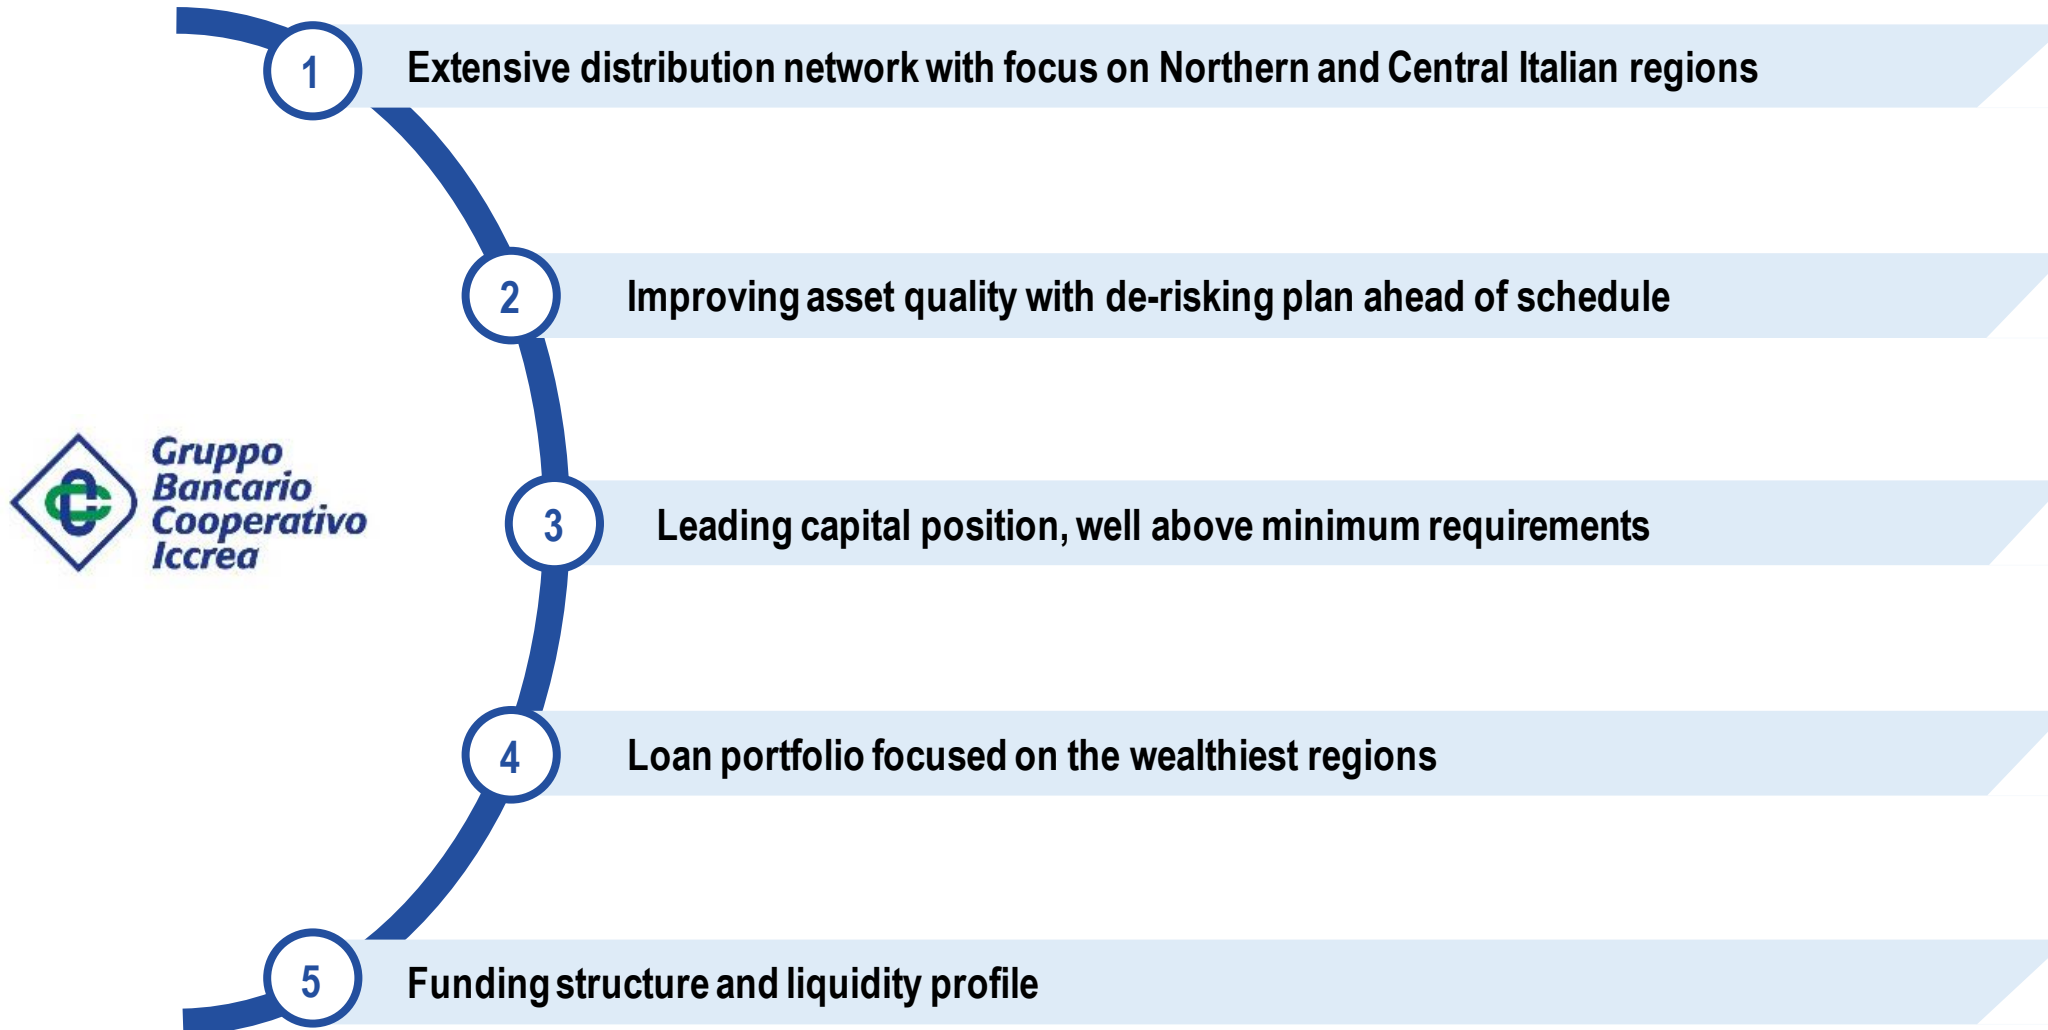 1
Extensive distribution network with focus on Northern and Central Italian regions
2
Improving asset quality with de-risking plan ahead of schedule
Gruppo
Bancario
Cooperativo
Iccrea
3
Leading capital position, well above minimum requirements
4
Loan portfolio focused on the wealthiest regions
5
Funding structure and liquidity profile